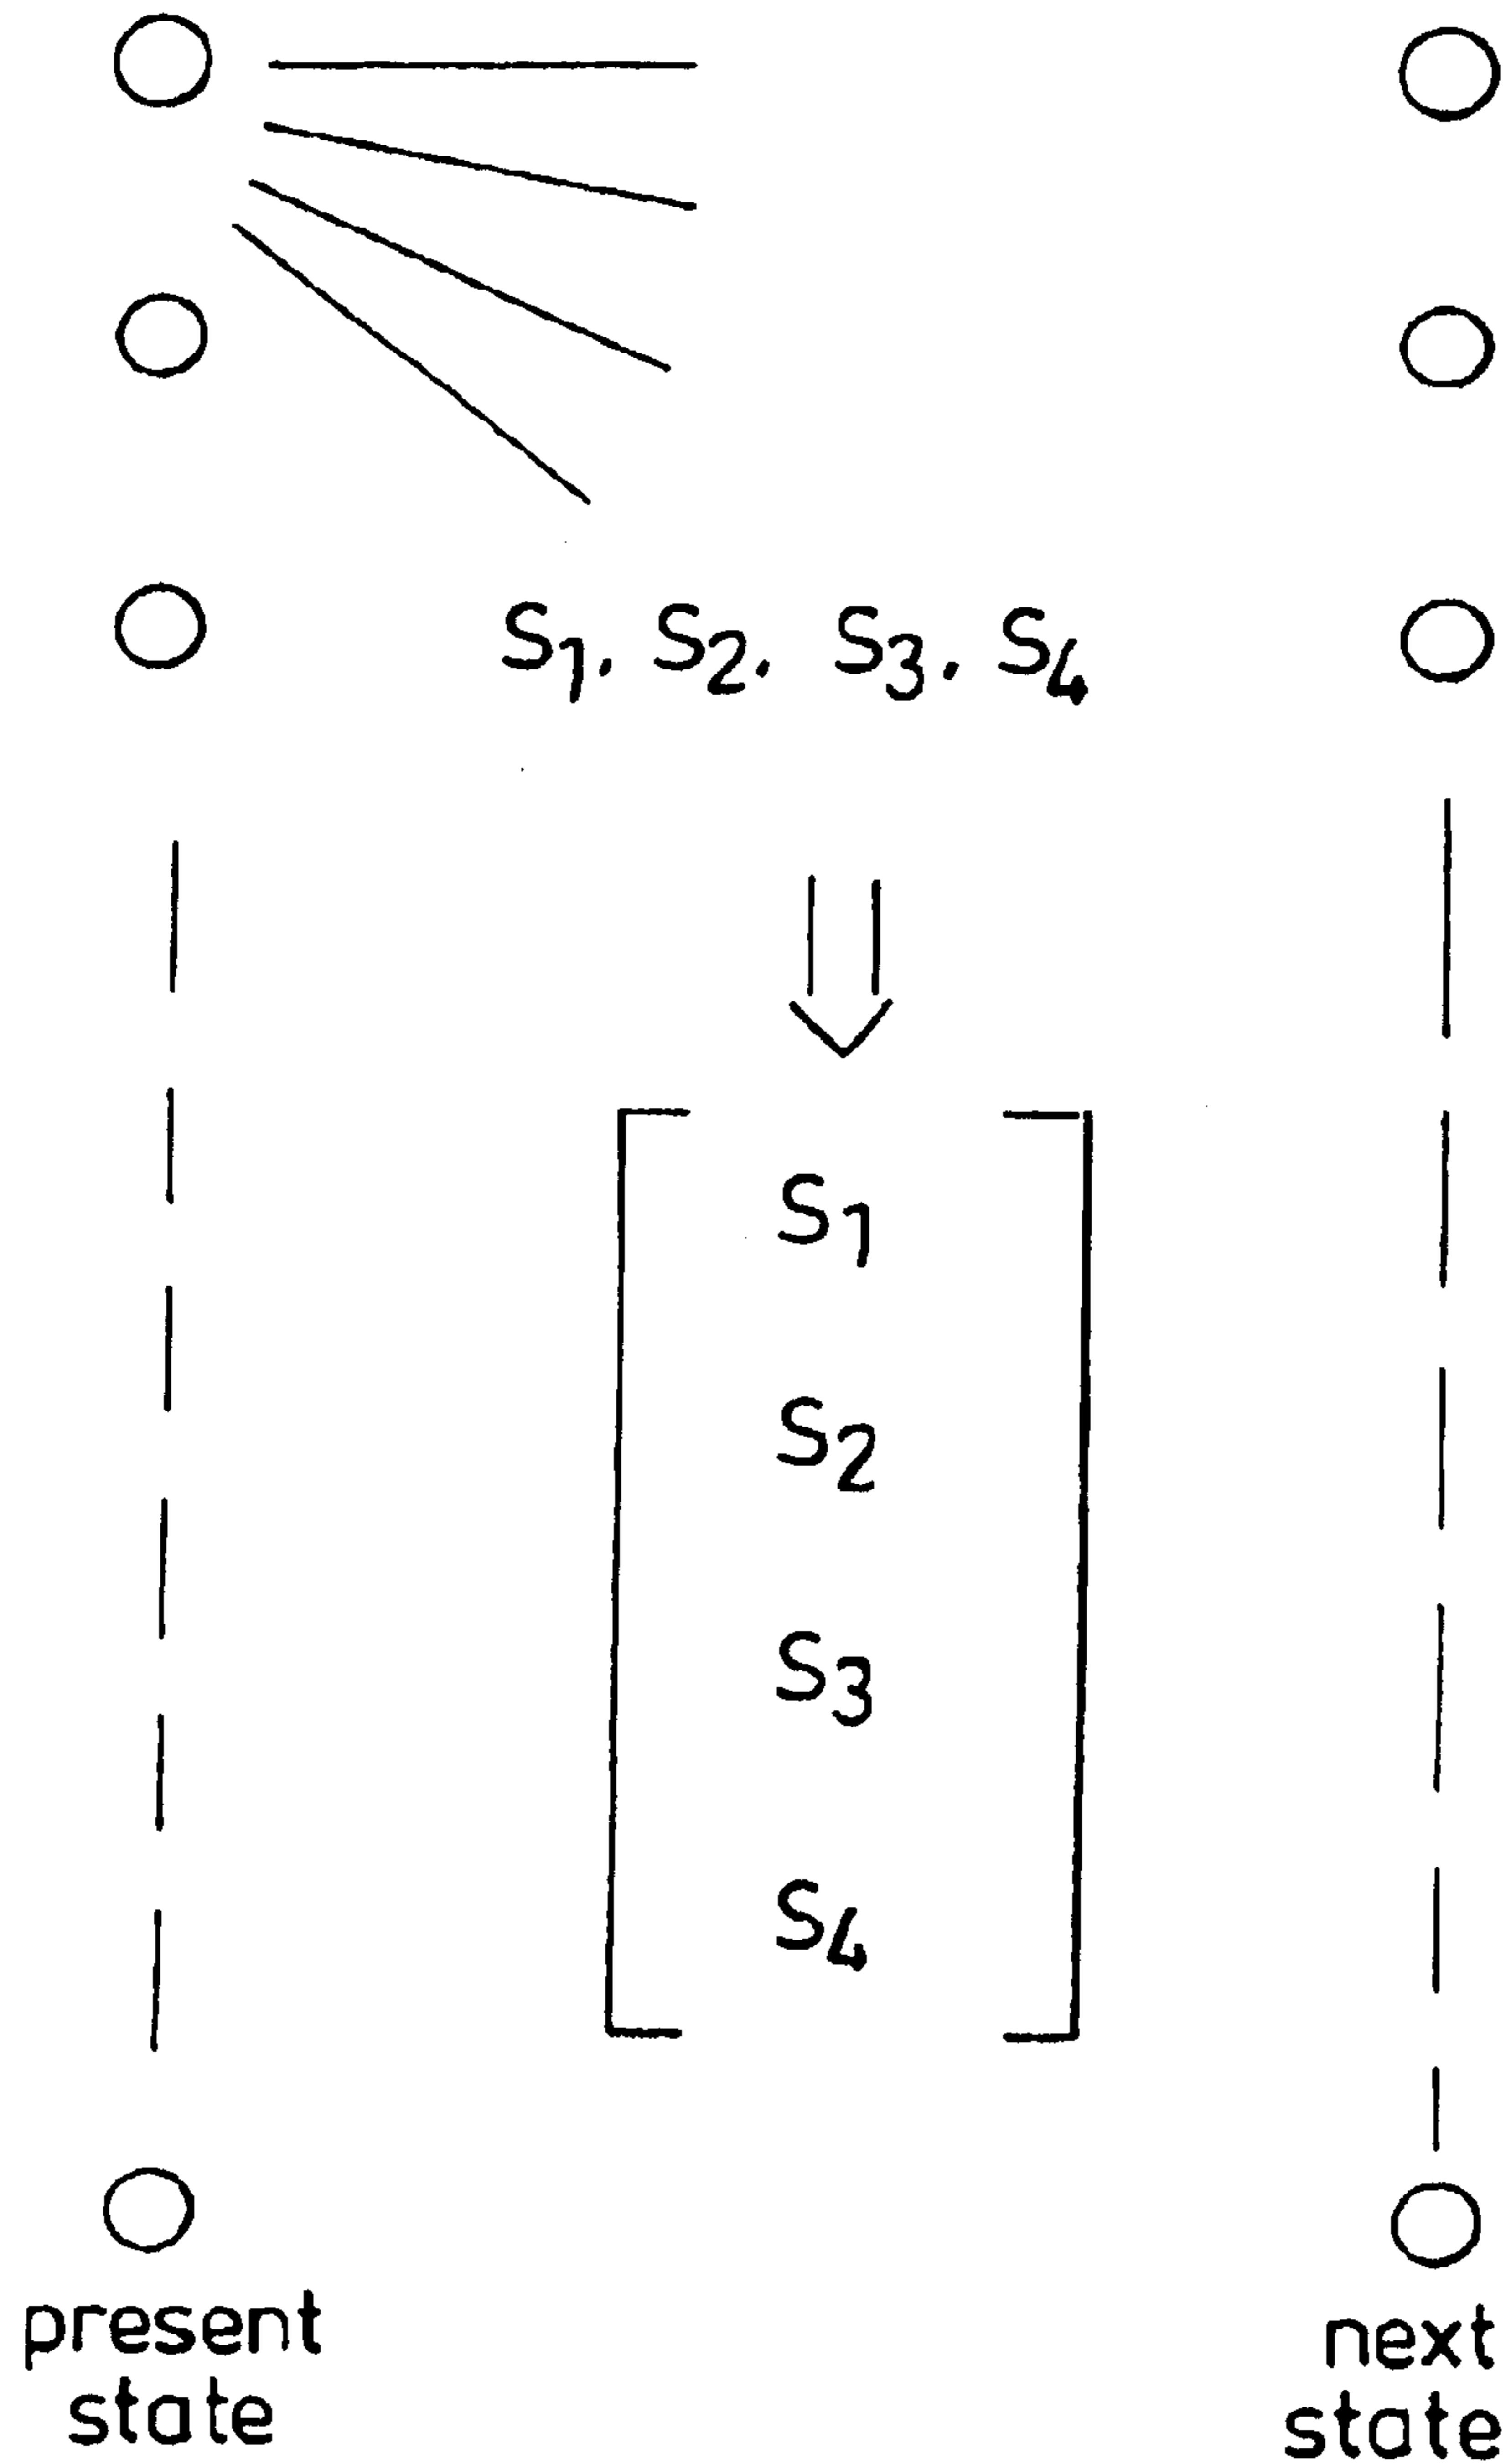 S1, S2, S3, S4
S1
S2
S3
S4
present
state
next
state